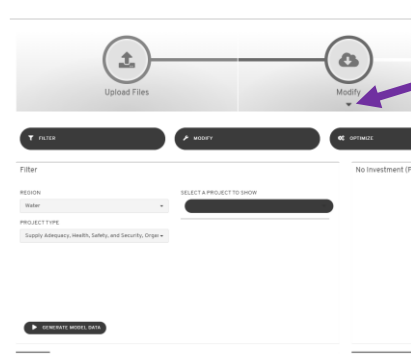 Upload Files
Modify
FILTER
MODIFY
OPTIMIZE
Filter
No Investment (F
REGION
SELECT A PROJECT TO SHOW
Water
PROJECT TYPE
Supply Adequacy, Health, Safety, and Security, Organ
GENERATE MODEL DATA